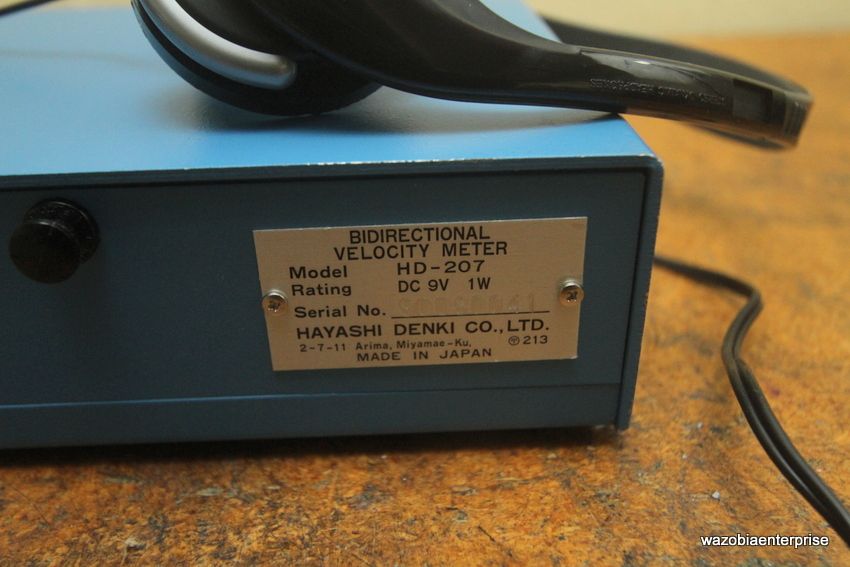 BIDIRECTIONAL
VELOCITY METER
Model HD-207
Rating DC 9V 1W
Serial No.
HAYASHI DENKI CO.,LTD.
2-7-11 Arima, Miyamae-Ku, Ⓟ213
MADE IN JAPAN
wazobiaenterprise